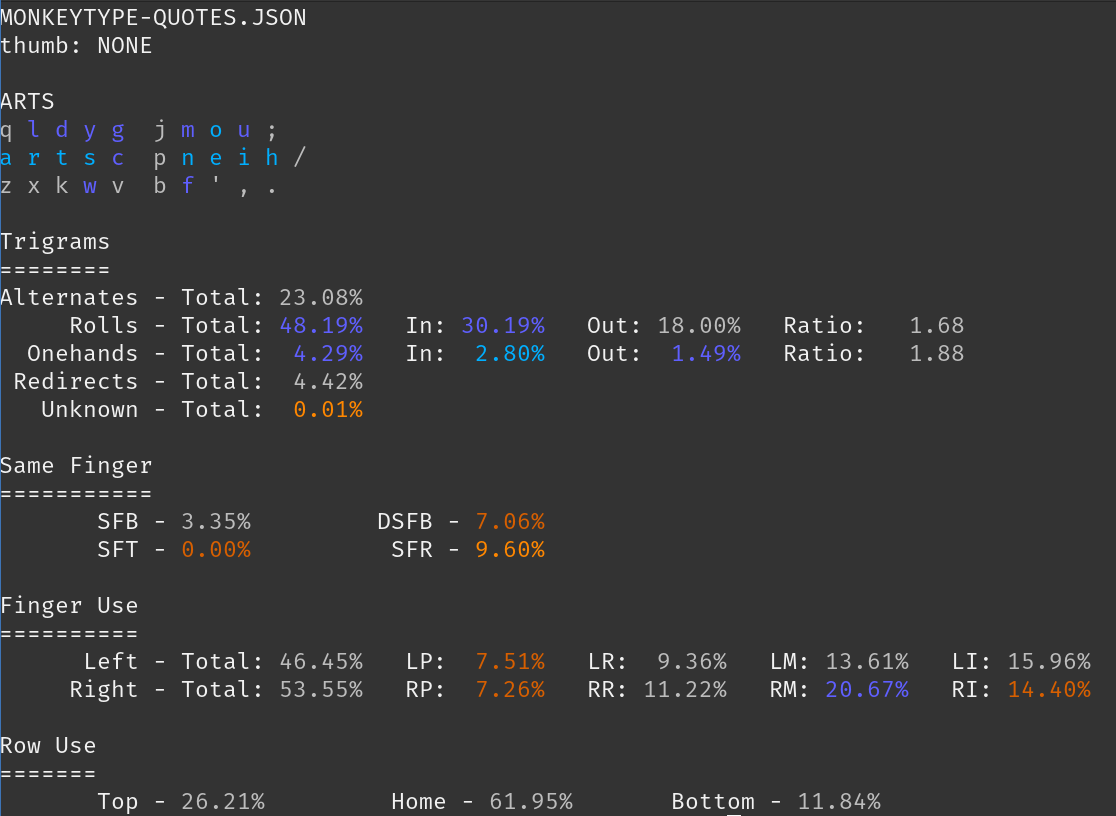 MONKEYTYPE-QUOTES.JSON
thumb: NONE
ARTS
q l d y g  j m o u ;
a r t s c  p n e i h /
z x k w v  b f ' , .
Trigrams
========
Alternates - Total: 23.08%
Rolls - Total: 48.19%   In: 30.19%   Out: 18.00%   Ratio:   1.68
Onehands - Total:  4.29%   In:  2.80%   Out:  1.49%   Ratio:   1.88
Redirects - Total:  4.42%
Unknown - Total:  0.01%
Same Finger
===========
SFB - 3.35%         DSFB - 7.06%
SFT - 0.00%          SFR - 9.60%
Finger Use
==========
Left - Total: 46.45%   LP:  7.51%   LR:  9.36%   LM: 13.61%   LI: 15.96%
Right - Total: 53.55%   RP:  7.26%   RR: 11.22%   RM: 20.67%   RI: 14.40%
Row Use
=======
Top - 26.21%         Home - 61.95%       Bottom - 11.84%